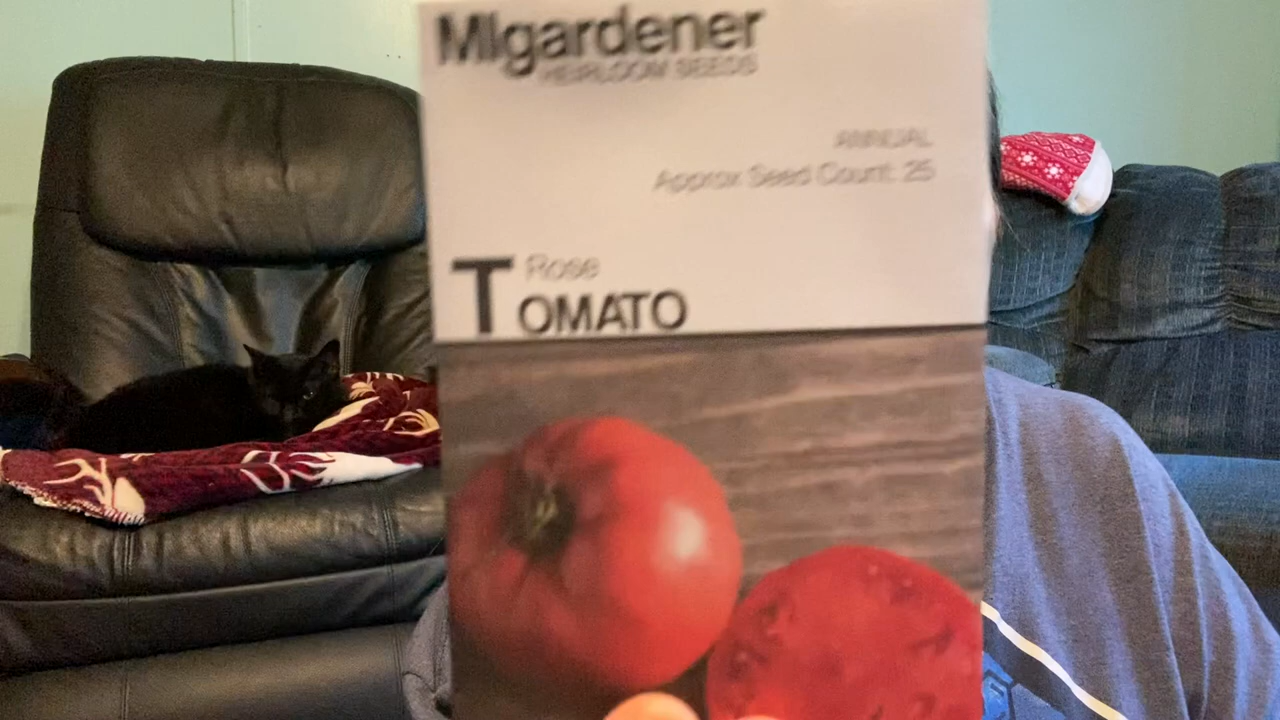 MIgardener
HEIRLOOM SEEDS
ANNUAL
Approx Seed Count: 25
Rose
TOMATO